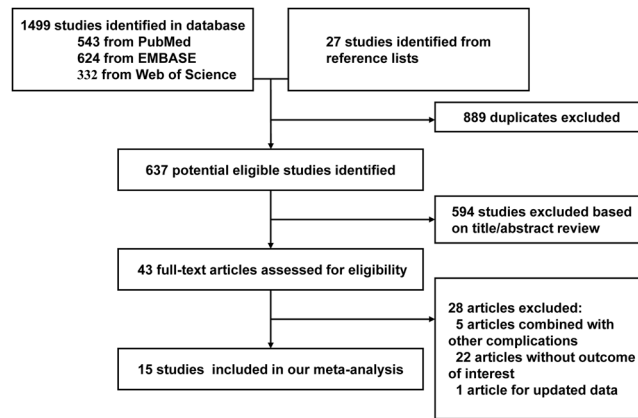 1499 studies identified in database
543 from PubMed
624 from EMBASE
332 from Web of Science
27 studies identified from
reference lists
889 duplicates excluded
637 potential eligible studies identified
594 studies excluded based
on title/abstract review
43 full-text articles assessed for eligibility
28 articles excluded:
5 articles combined with
other complications
22 articles without outcome
of interest
1 article for updated data
15 studies included in our meta-analysis